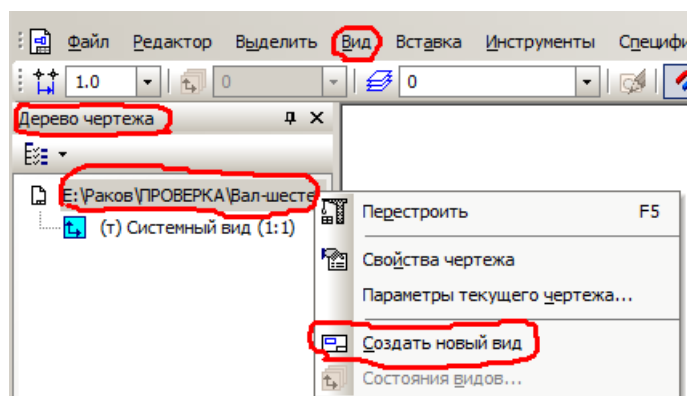 Файл Редактор Выделить Вид Вставка Инструменты Специфи
1.0 0 0
Дерево чертежа
E:\Раков\ПРОВЕРКА\Вал-шесте
(т) Системный вид (1:1)
Перестроить F5
Свойства чертежа
Параметры текущего чертежа...
Создать новый вид
Состояния видов...